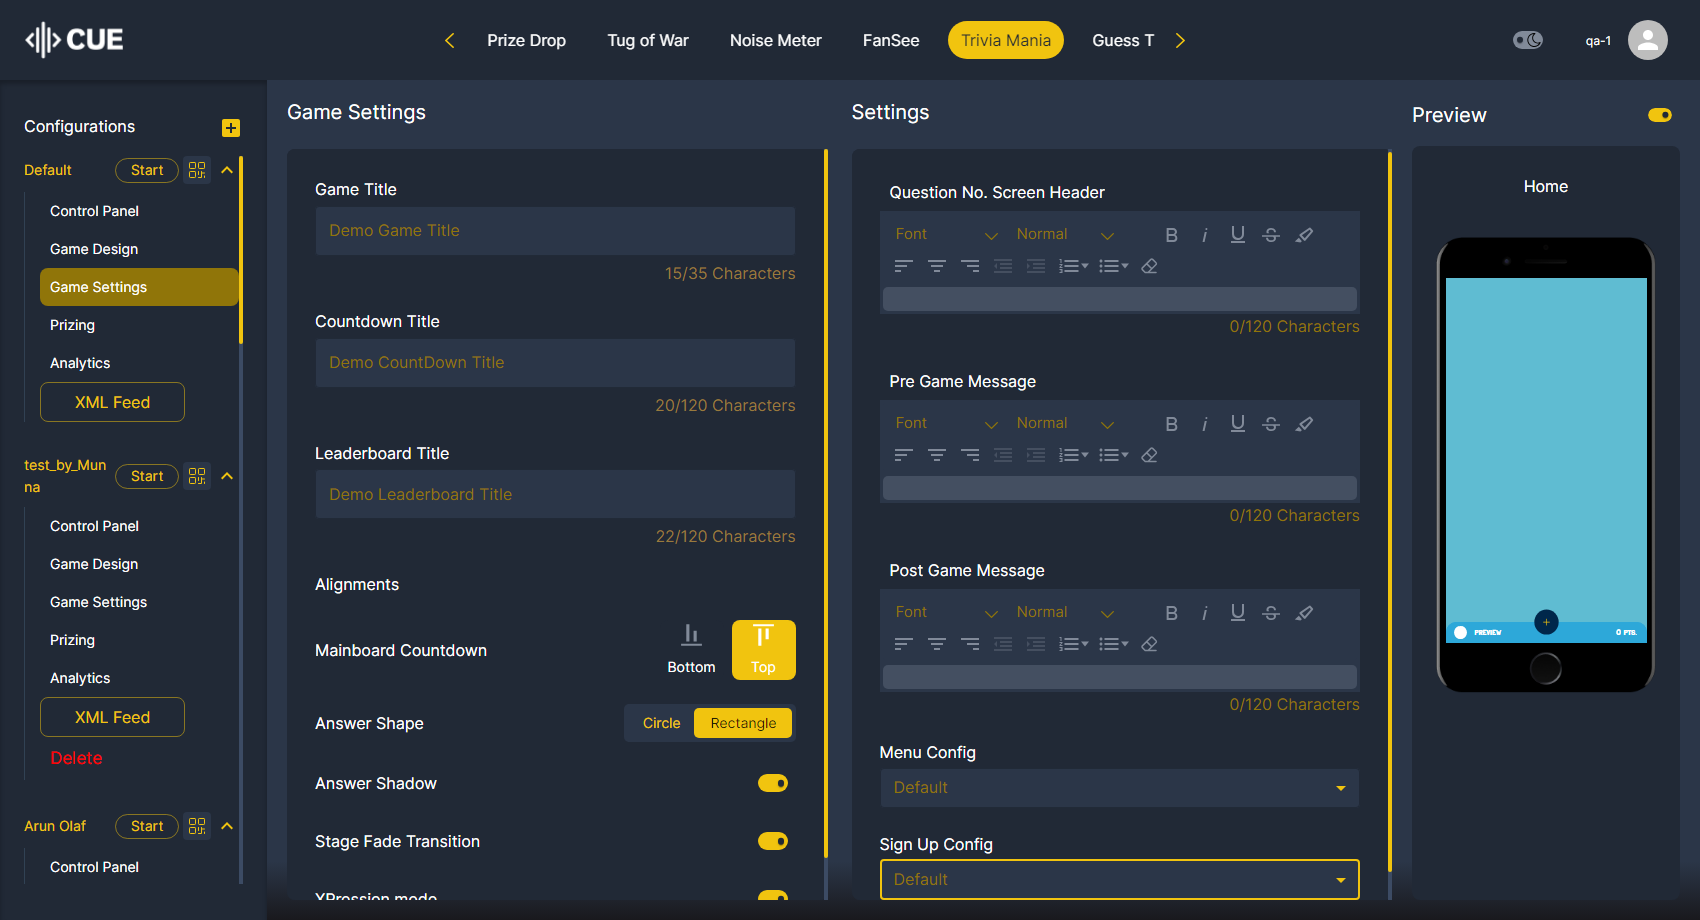 CUE
Prize Drop
Tug of War
Noise Meter
FanSee
Trivia Mania
Guess T
qa-1
Configurations
Default
Start
Control Panel
Game Design
Game Settings
Prizing
Analytics
XML Feed
test_by_Mun
na
Start
Control Panel
Game Design
Game Settings
Prizing
Analytics
XML Feed
Delete
Arun Olaf
Start
Control Panel
Game Settings
Game Title
Demo Game Title
15/35 Characters
Countdown Title
Demo CountDown Title
20/120 Characters
Leaderboard Title
Demo Leaderboard Title
22/120 Characters
Alignments
Mainboard Countdown
Bottom
Top
Answer Shape
Circle
Rectangle
Answer Shadow
Stage Fade Transition
XPression mode
Settings
Question No. Screen Header
Font
Normal
B i U S
0/120 Characters
Pre Game Message
Font
Normal
B i U S
0/120 Characters
Post Game Message
Font
Normal
B i U S
0/120 Characters
Menu Config
Default
Sign Up Config
Default
Preview
Home
PREVIEW
0 PTS.